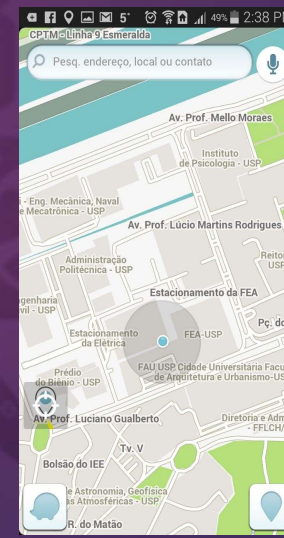 5° 49% 2:38 PM
CPTM - Linha 9 Esmeralda
Pesq. endereço, local ou contato
Av. Prof. Mello Moraes
Instituto
de Psicologia - USP
- Eng. Mecânica, Naval
e Mecatrônica - USP
Av. Prof. Lúcio Martins Rodrigues
Reito
USP
Administração
Politécnica - USP
Estacionamento da FEA
genharia
vil - USP
Pç. do
Estacionamento
da Elétrica
FEA-USP
FAU USP Cidade Universitária Facu
de Arquitetura e Urbanismo-US
Prédio
do Biênio - USP
Av. Prof. Luciano Gualberto
Diretoria e Adm
- FFLCH/
Tv. V
Bolsão do IEE
e Astronomia, Geofísica
as Atmosféricas - USP
R. do Matão